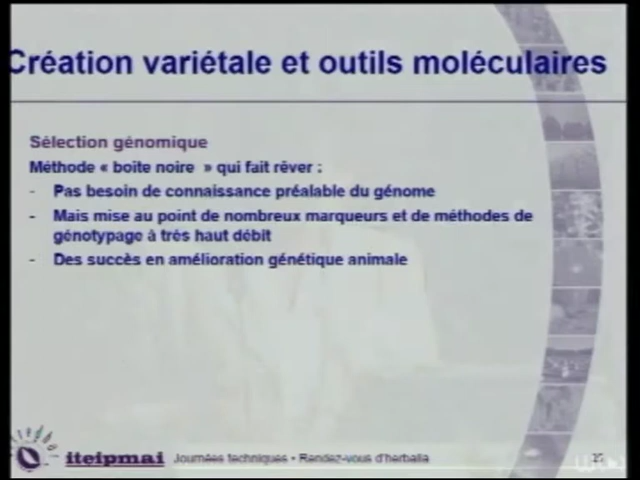 Création variétale et outils moléculaires
Sélection génomique
Méthode « boîte noire » qui fait rêver :
- Pas besoin de connaissance préalable du génome
- Mais mise au point de nombreux marqueurs et de méthodes de
génotypage à très haut débit
- Des succès en amélioration génétique animale
iteipmai Journées techniques • Rendez-vous d'herbalia